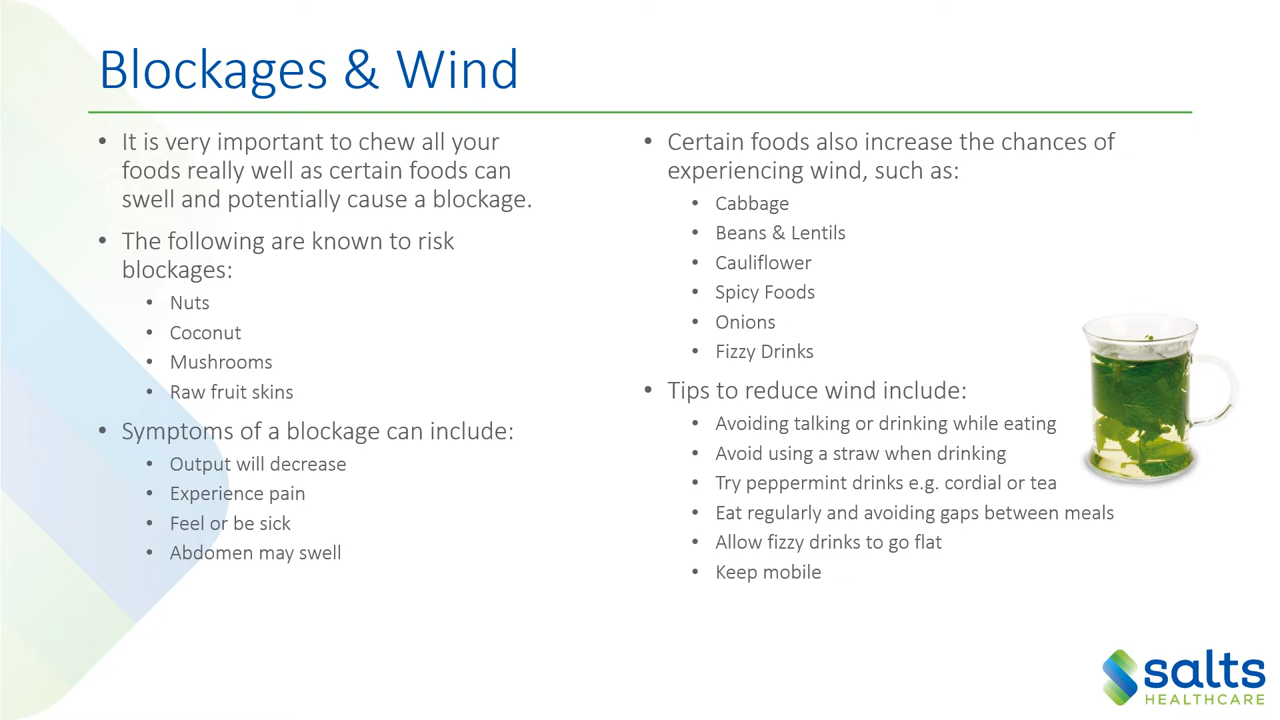 Blockages & Wind
• It is very important to chew all your
foods really well as certain foods can
swell and potentially cause a blockage.
• The following are known to risk
blockages:
• Nuts
• Coconut
• Mushrooms
• Raw fruit skins
• Symptoms of a blockage can include:
• Output will decrease
• Experience pain
• Feel or be sick
• Abdomen may swell
• Certain foods also increase the chances of
experiencing wind, such as:
• Cabbage
• Beans & Lentils
• Cauliflower
• Spicy Foods
• Onions
• Fizzy Drinks
• Tips to reduce wind include:
• Avoiding talking or drinking while eating
• Avoid using a straw when drinking
• Try peppermint drinks e.g. cordial or tea
• Eat regularly and avoiding gaps between meals
• Allow fizzy drinks to go flat
• Keep mobile
salts
HEALTHCARE